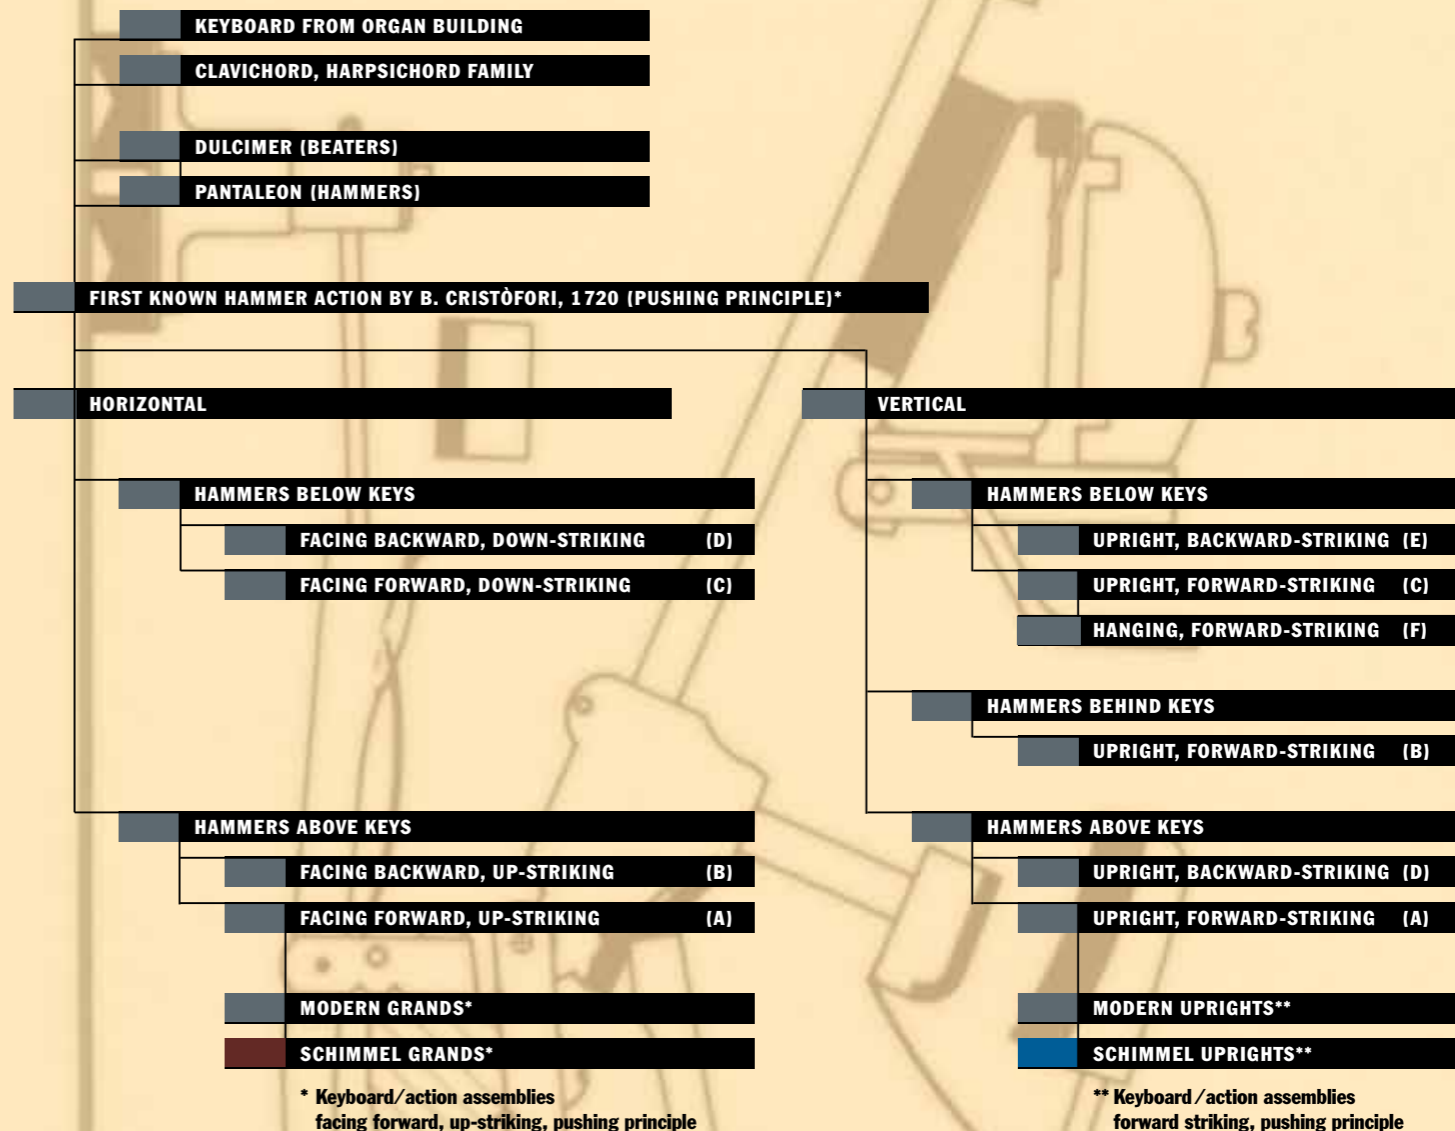 KEYBOARD FROM ORGAN BUILDING
CLAVICHORD, HARPSICHORD FAMILY
DULCIMER (BEATERS)
PANTALEON (HAMMERS)
FIRST KNOWN HAMMER ACTION BY B. CRISTÒFORI, 1720 (PUSHING PRINCIPLE)*
HORIZONTAL
HAMMERS BELOW KEYS
FACING BACKWARD, DOWN-STRIKING (D)
FACING FORWARD, DOWN-STRIKING (C)
HAMMERS ABOVE KEYS
FACING BACKWARD, UP-STRIKING (B)
FACING FORWARD, UP-STRIKING (A)
MODERN GRANDS*
SCHIMMEL GRANDS*
* Keyboard/action assemblies
facing forward, up-striking, pushing principle
VERTICAL
HAMMERS BELOW KEYS
UPRIGHT, BACKWARD-STRIKING (E)
UPRIGHT, FORWARD-STRIKING (C)
HANGING, FORWARD-STRIKING (F)
HAMMERS BEHIND KEYS
UPRIGHT, FORWARD-STRIKING (B)
HAMMERS ABOVE KEYS
UPRIGHT, BACKWARD-STRIKING (D)
UPRIGHT, FORWARD-STRIKING (A)
MODERN UPRIGHTS**
SCHIMMEL UPRIGHTS**
** Keyboard/action assemblies
forward striking, pushing principle